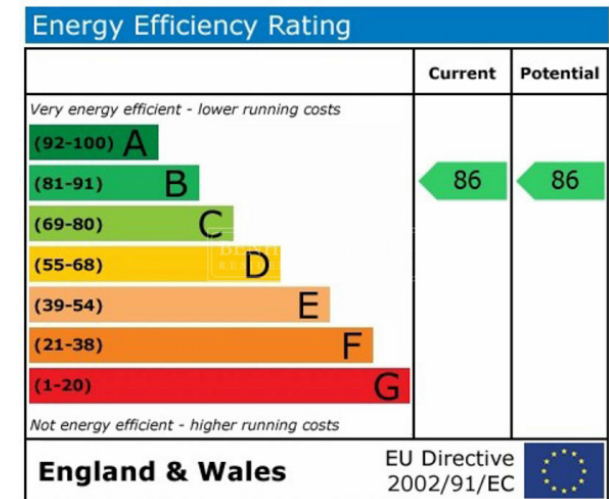 Energy Efficiency Rating
Current Potential
Very energy efficient - lower running costs
(92-100) A
(81-91) B 86 86
(69-80) C
(55-68) D
(39-54) E
(21-38) F
(1-20) G
Not energy efficient - higher running costs
England & Wales
EU Directive
2002/91/EC